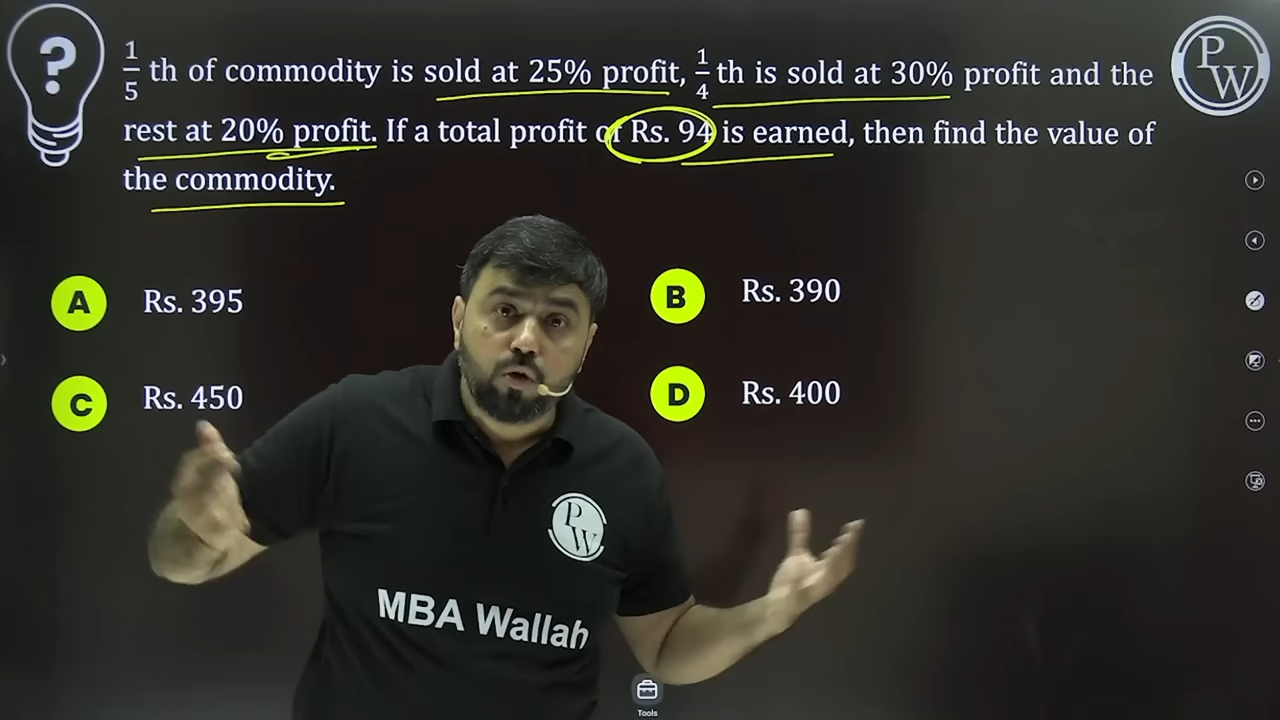 ?
1/5 th of commodity is sold at 25% profit, 1/4 th is sold at 30% profit and the
rest at 20% profit. If a total profit of Rs. 94 is earned, then find the value of
the commodity.
PW
A Rs. 395
B Rs. 390
C Rs. 450
D Rs. 400
PW
MBA Wallah
Tools